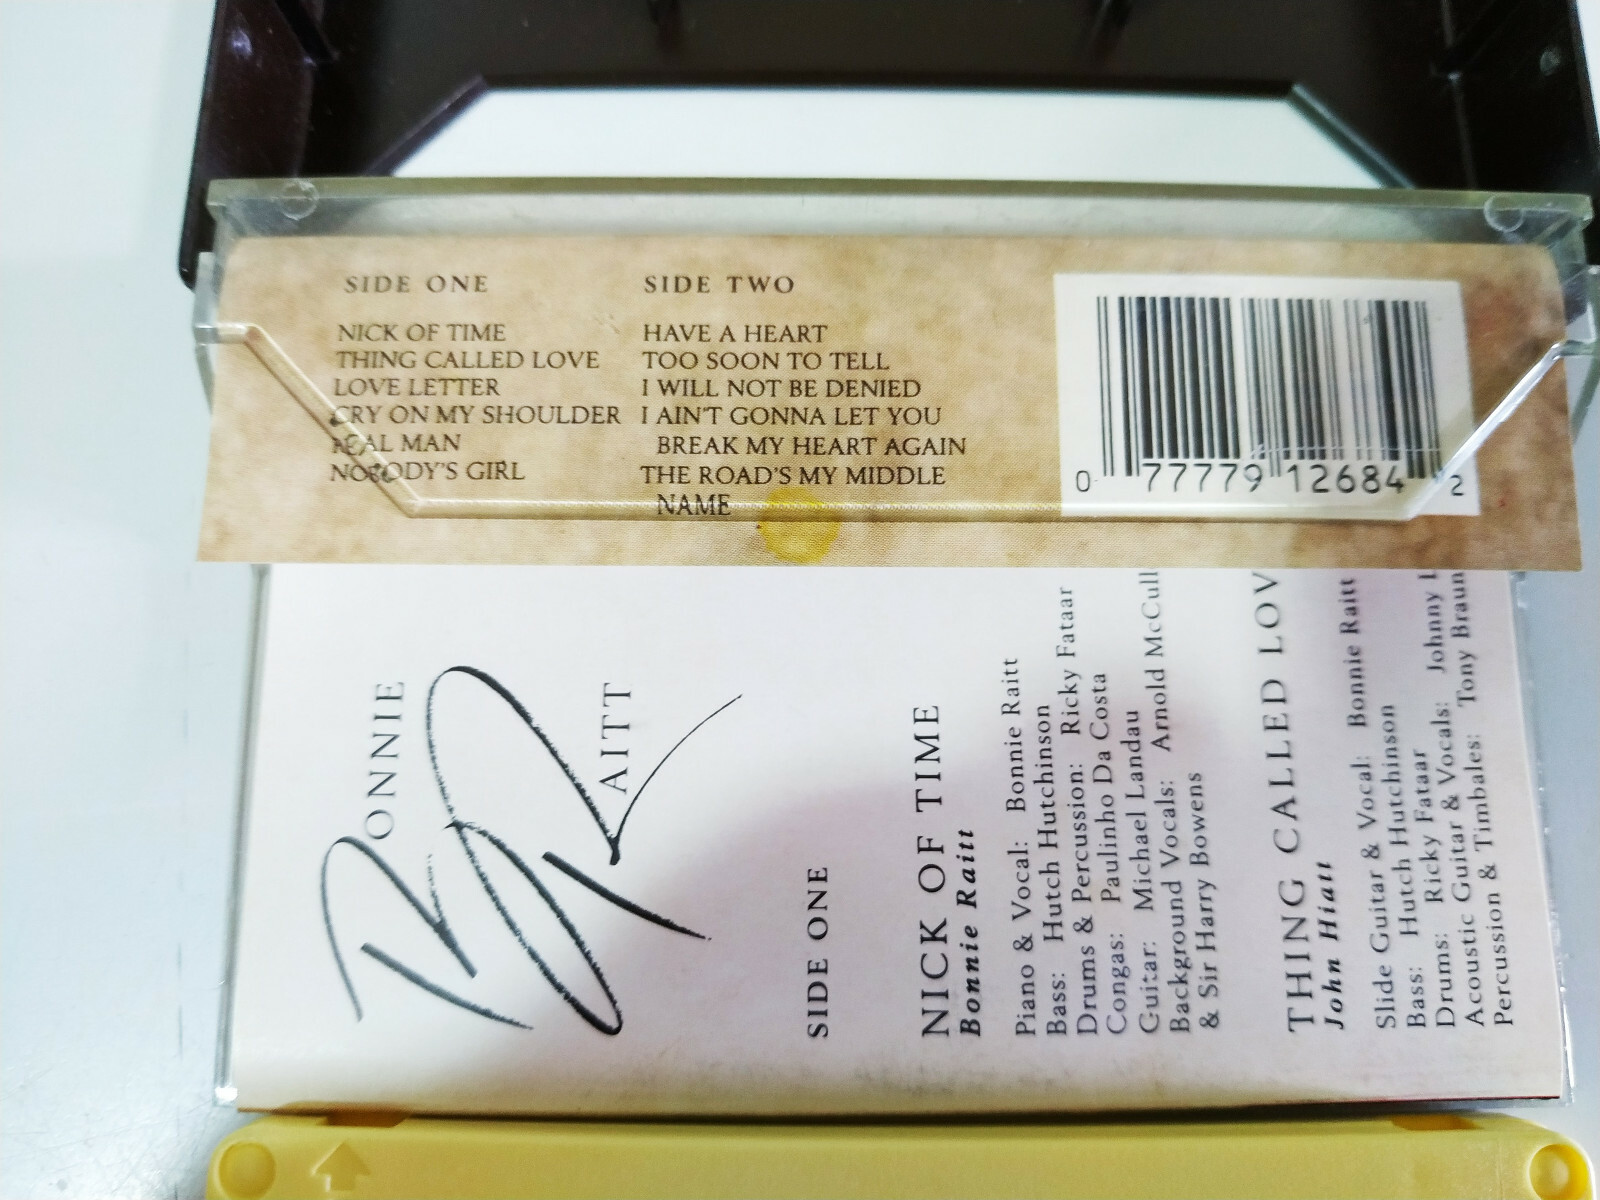 SIDE ONE
NICK OF TIME
THING CALLED LOVE
LOVE LETTER
CRY ON MY SHOULDER
REAL MAN
NOBODY'S GIRL
SIDE TWO
HAVE A HEART
TOO SOON TO TELL
I WILL NOT BE DENIED
I AIN'T GONNA LET YOU
BREAK MY HEART AGAIN
THE ROAD'S MY MIDDLE
NAME
0 77779 12684 2
BONNIE
RAITT
SIDE ONE
NICK OF TIME
Bonnie Raitt
Piano & Vocal: Bonnie Raitt
Bass: Hutch Hutchinson
Drums & Percussion: Ricky Fataar
Congas: Paulinho Da Costa
Guitar: Michael Landau
Background Vocals: Arnold McCull
& Sir Harry Bowens
THING CALLED LOV
John Hiatt
Slide Guitar & Vocal: Bonnie Raitt
Bass: Hutch Hutchinson
Drums: Ricky Fataar
Acoustic Guitar & Vocals: Johnny
Percussion & Timbales: Tony Braun